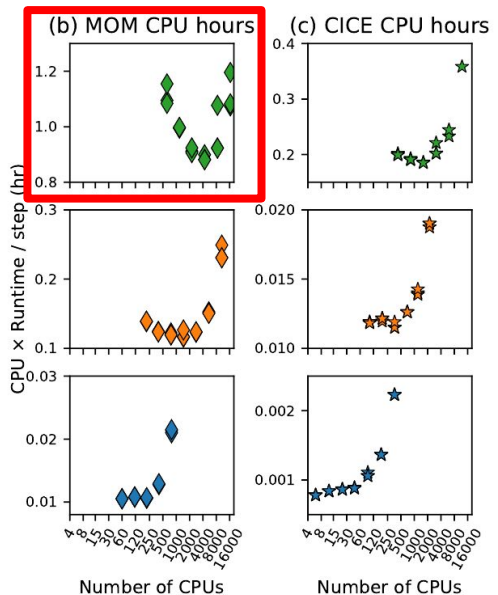 (b) MOM CPU hours
(c) CICE CPU hours
CPU × Runtime / step (hr)
1.2
1.0
0.8
0.4
0.3
0.2
0.3
0.2
0.1
0.020
0.015
0.010
0.03
0.02
0.01
0.002
0.001
4 8 15 30 60 120 250 500 1000 2000 4000 8000 16000
4 8 15 30 60 120 250 500 1000 2000 4000 8000 16000
Number of CPUs
Number of CPUs